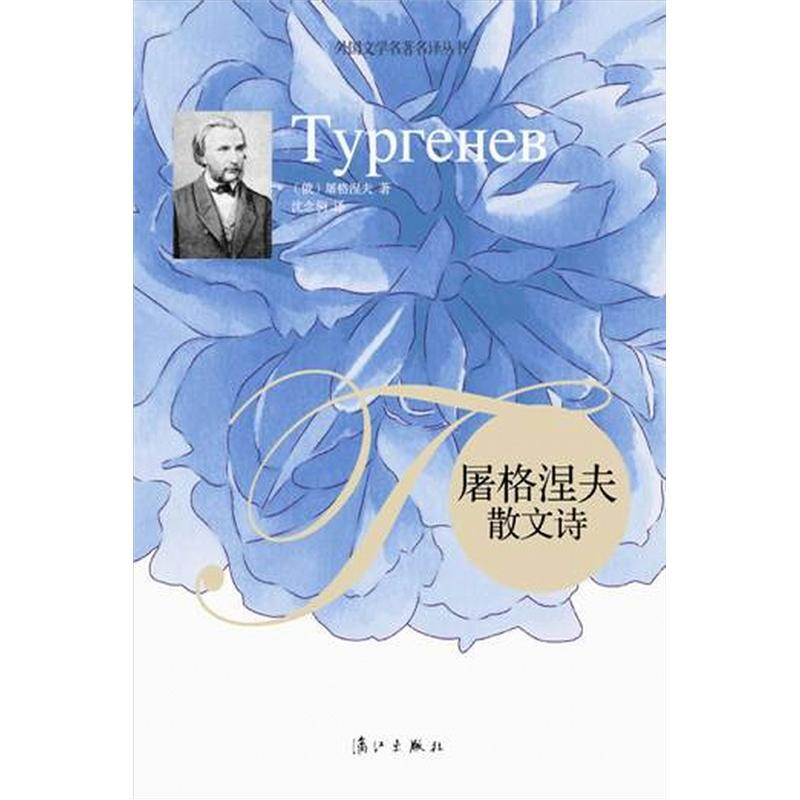 外国文学名著名译丛书
Тургенев
（俄）屠格涅夫 著
沈念驹 译
屠格涅夫
散文诗
漓江出版社